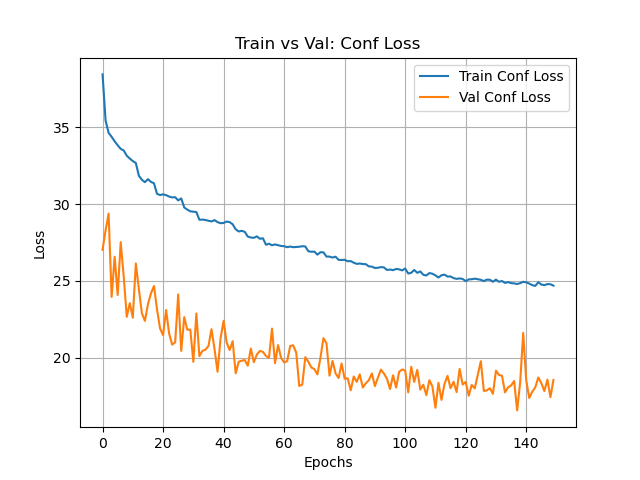 Train vs Val: Conf Loss
Train Conf Loss
Val Conf Loss
Loss
35
30
25
20
0 20 40 60 80 100 120 140
Epochs